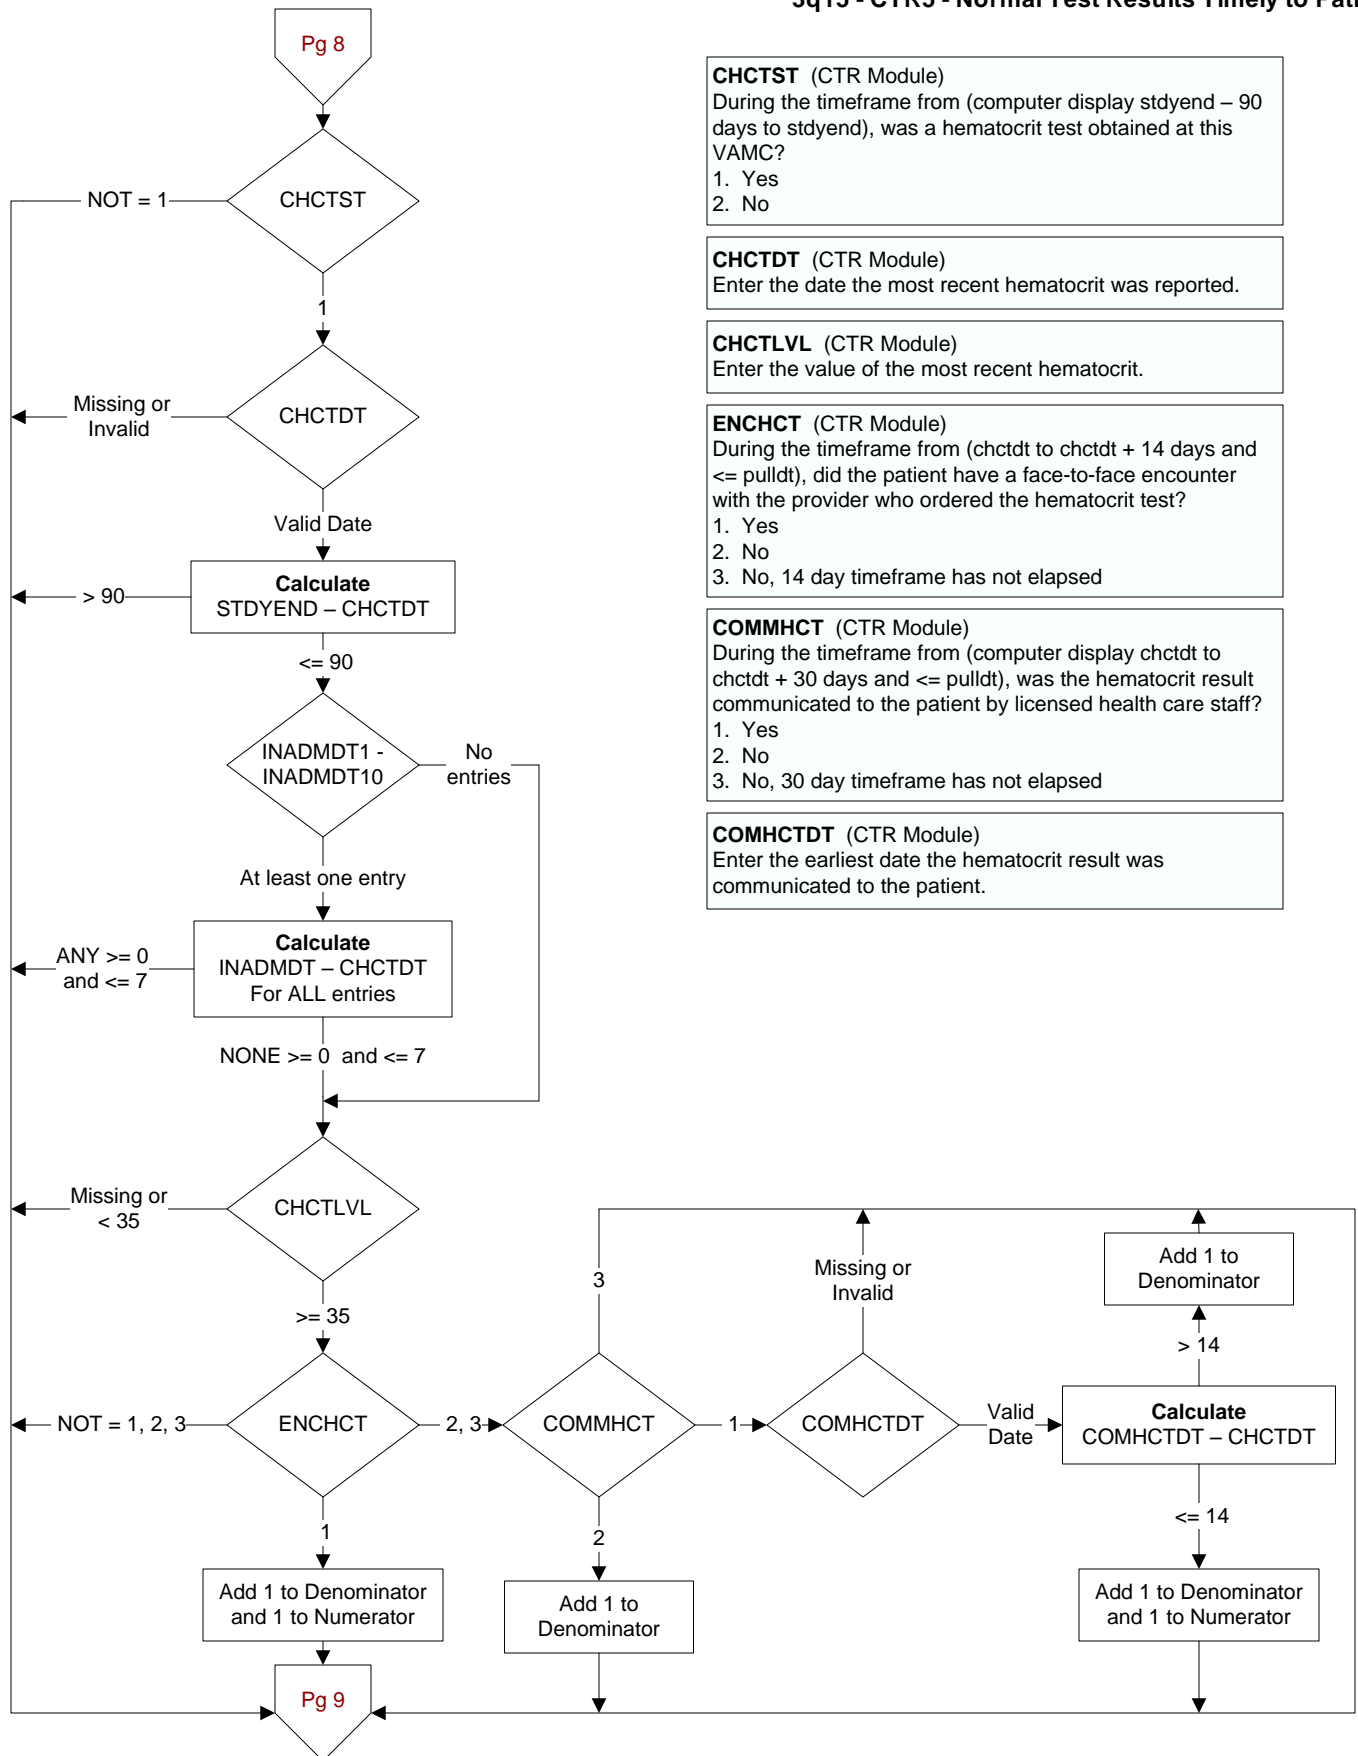 3q15 - CTR5 - Normal Test Results Timely to
Pg 8
CHCTST
NOT = 1
1
CHCTDT
Missing or
Invalid
Valid Date
Calculate
STDYEND – CHCTDT
> 90
<= 90
INADMDT1 -
INADMDT10
No
entries
At least one entry
Calculate
INADMDT – CHCTDT
For ALL entries
ANY >= 0
and <= 7
NONE >= 0 and <= 7
CHCTLVL
Missing or
< 35
>= 35
ENCHCT
NOT = 1, 2, 3
2, 3
1
Add 1 to Denominator
and 1 to Numerator
Pg 9
COMMHCT
3
1
2
Add 1 to
Denominator
COMHCTDT
Missing or
Invalid
Valid
Date
Calculate
COMHCTDT – CHCTDT
> 14
Add 1 to
Denominator
<= 14
Add 1 to Denominator
and 1 to Numerator
CHCTST (CTR Module)
During the timeframe from (computer display stdyend – 90
days to stdyend), was a hematocrit test obtained at this
VAMC?
1. Yes
2. No
CHCTDT (CTR Module)
Enter the date the most recent hematocrit was reported.
CHCTLVL (CTR Module)
Enter the value of the most recent hematocrit.
ENCHCT (CTR Module)
During the timeframe from (chctdt to chctdt + 14 days and
<= pulldt), did the patient have a face-to-face encounter
with the provider who ordered the hematocrit test?
1. Yes
2. No
3. No, 14 day timeframe has not elapsed
COMMHCT (CTR Module)
During the timeframe from (computer display chctdt to
chctdt + 30 days and <= pulldt), was the hematocrit result
communicated to the patient by licensed health care staff?
1. Yes
2. No
3. No, 30 day timeframe has not elapsed
COMHCTDT (CTR Module)
Enter the earliest date the hematocrit result was
communicated to the patient.